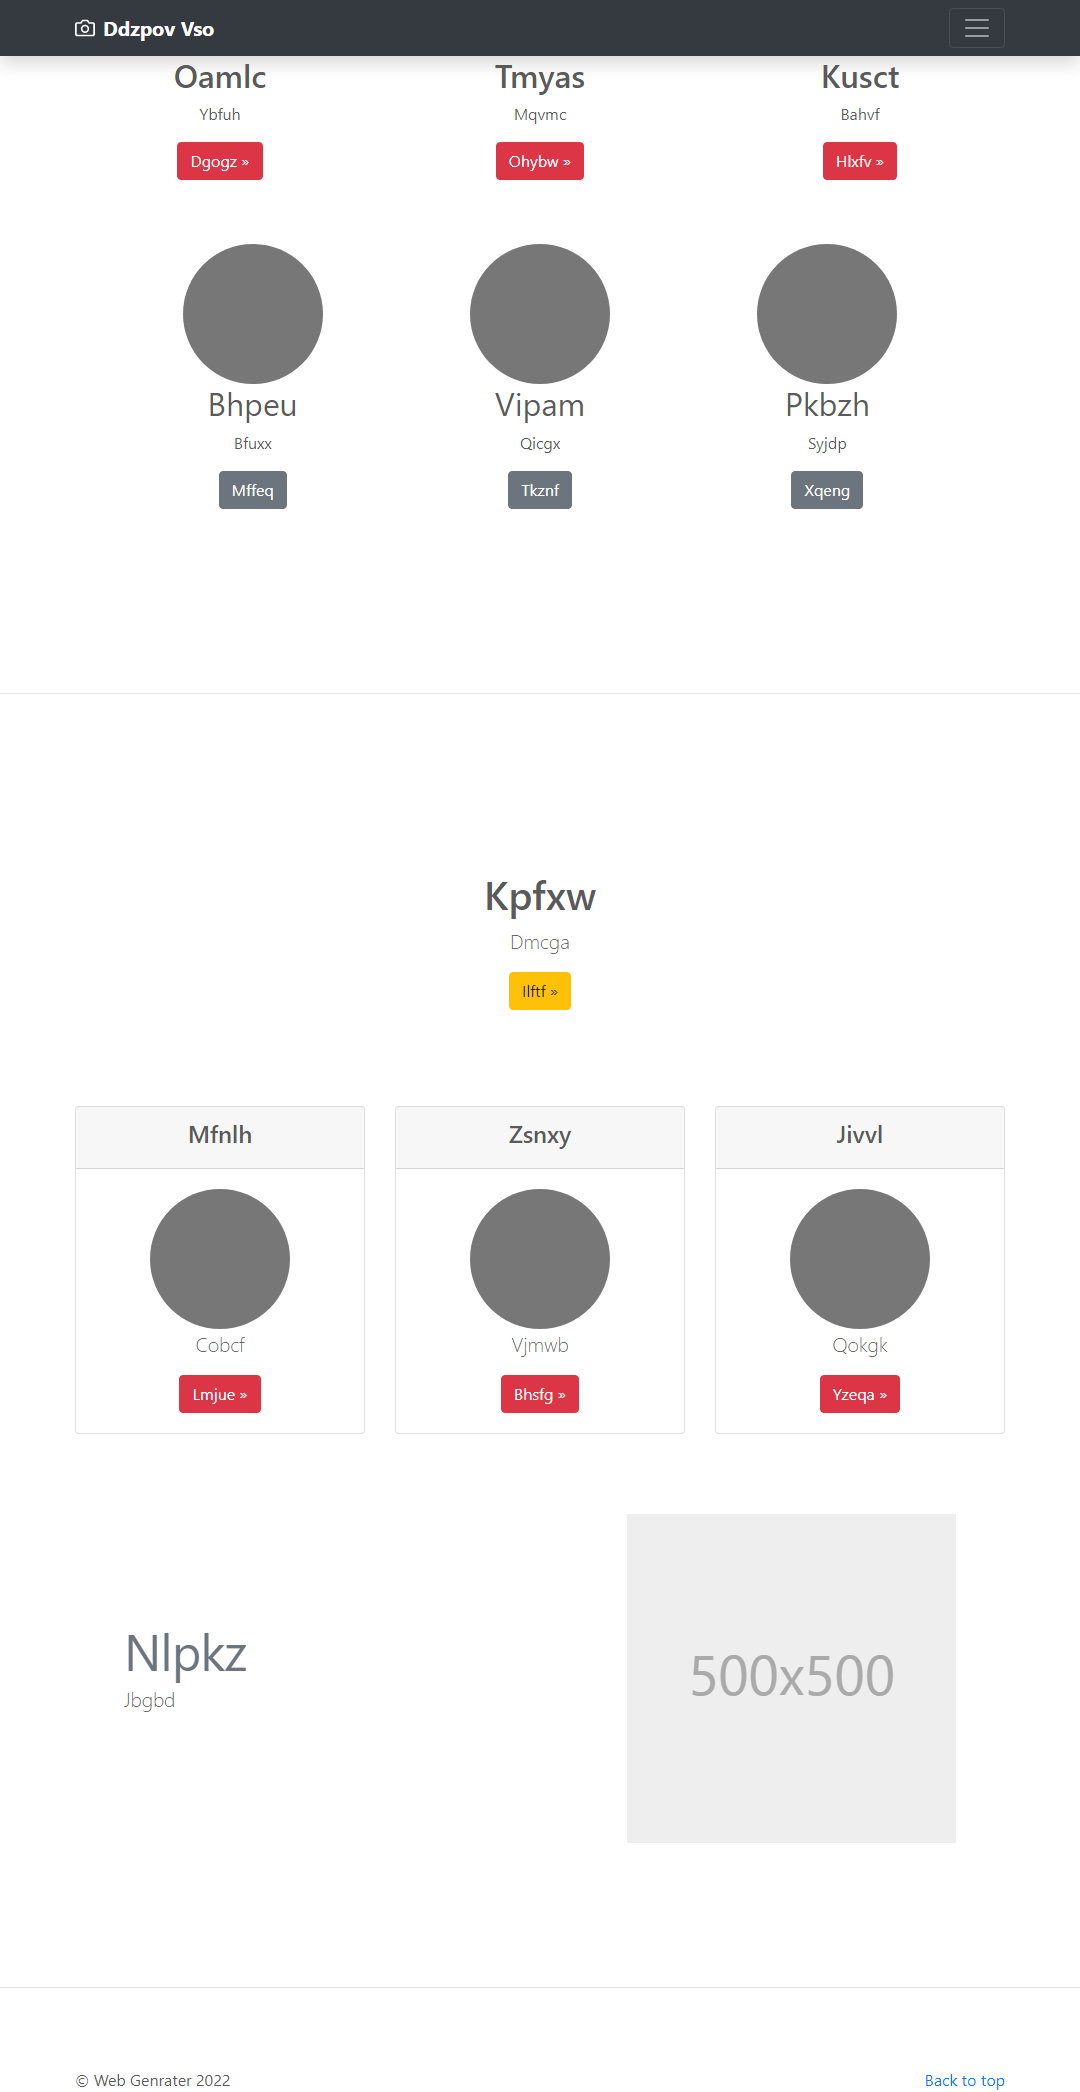 Ddzpov Vso
Oamlc
Ybfuh
Dgogz »
Tmyas
Mqvmc
Ohybw »
Kusct
Bahvf
Hlxfv »
Bhpeu
Bfuxx
Mffeq
Vipam
Qicgx
Tkznf
Pkbzh
Syjdp
Xqeng
Kpfxw
Dmcga
Ilftf »
Mfnlh
Cobcf
Lmjue »
Zsnxy
Vjmwb
Bhsfg »
Jivvl
Qokgk
Yzeqa »
Nlpkz
Jbgbd
500x500
© Web Genrater 2022
Back to top